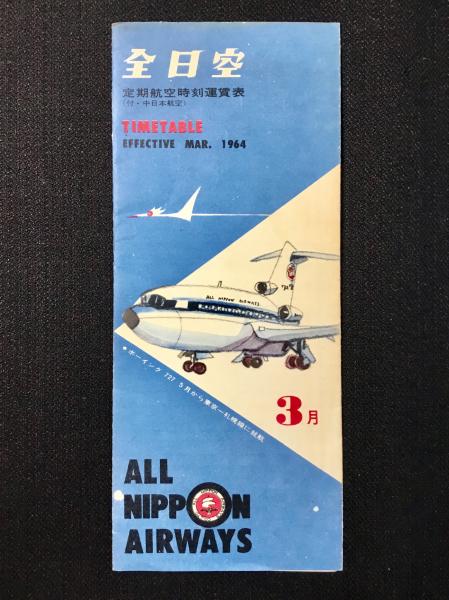 全日空
定期航空時刻運賃表
(付・中日本航空)
TIMETABLE
EFFECTIVE MAR. 1964
ALL NIPPON AIRWAYS
727
*ボーイング 727 5月から東京一札幌線に就航
3月
ALL
NIPPON
AIRWAYS